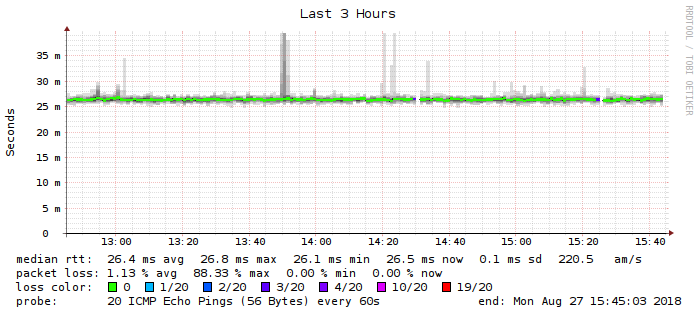 Last 3 Hours
RRDTOOL / TOBI OETIKER
Seconds
35 m
30 m
25 m
20 m
15 m
10 m
5 m
0
13:00 13:20 13:40 14:00 14:20 14:40 15:00 15:20 15:40
median rtt: 26.4 ms avg 26.8 ms max 26.1 ms min 26.5 ms now 0.1 ms sd 220.5 am/s
packet loss: 1.13 % avg 88.33 % max 0.00 % min 0.00 % now
loss color: 0 1/20 2/20 3/20 4/20 10/20 19/20
probe: 20 ICMP Echo Pings (56 Bytes) every 60s end: Mon Aug 27 15:45:03 2018